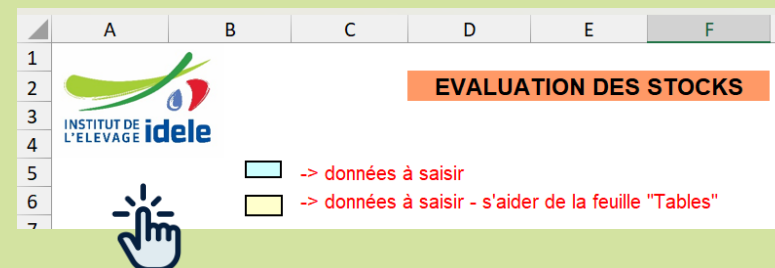 A B C D E F
1
2 EVALUATION DES STOCKS
3 INSTITUT DE
4 L'ELEVAGE idele
5 -> données à saisir
6 -> données à saisir - s'aider de la feuille "Tables"
7